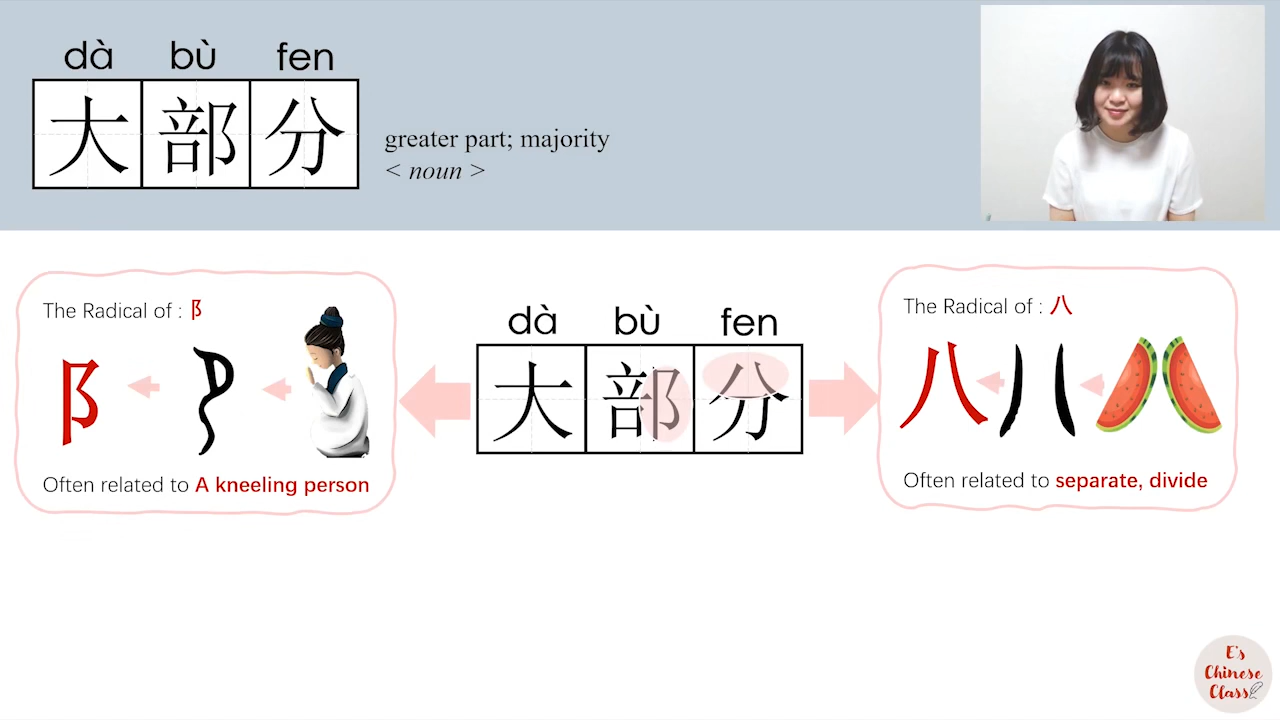 dà bù fen
大部分
greater part; majority
< noun >
The Radical of : 阝
Often related to A kneeling person
dà bù fen
大部分
The Radical of : 八
Often related to separate, divide
E's
Chinese
Class